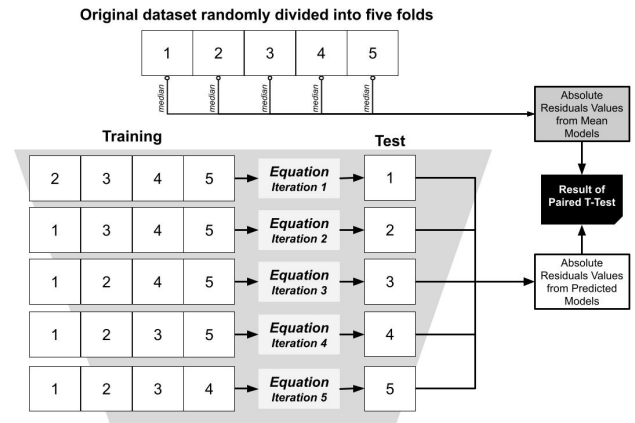 Original dataset randomly divided into five folds
1 2 3 4 5
median median median median median
Absolute
Residuals Values
from Mean
Models
Training
Test
2 3 4 5
Equation
Iteration 1
1
Result of
Paired T-Test
1 3 4 5
Equation
Iteration 2
2
1 2 4 5
Equation
Iteration 3
3
Absolute
Residuals Values
from Predicted
Models
1 2 3 5
Equation
Iteration 4
4
1 2 3 4
Equation
Iteration 5
5